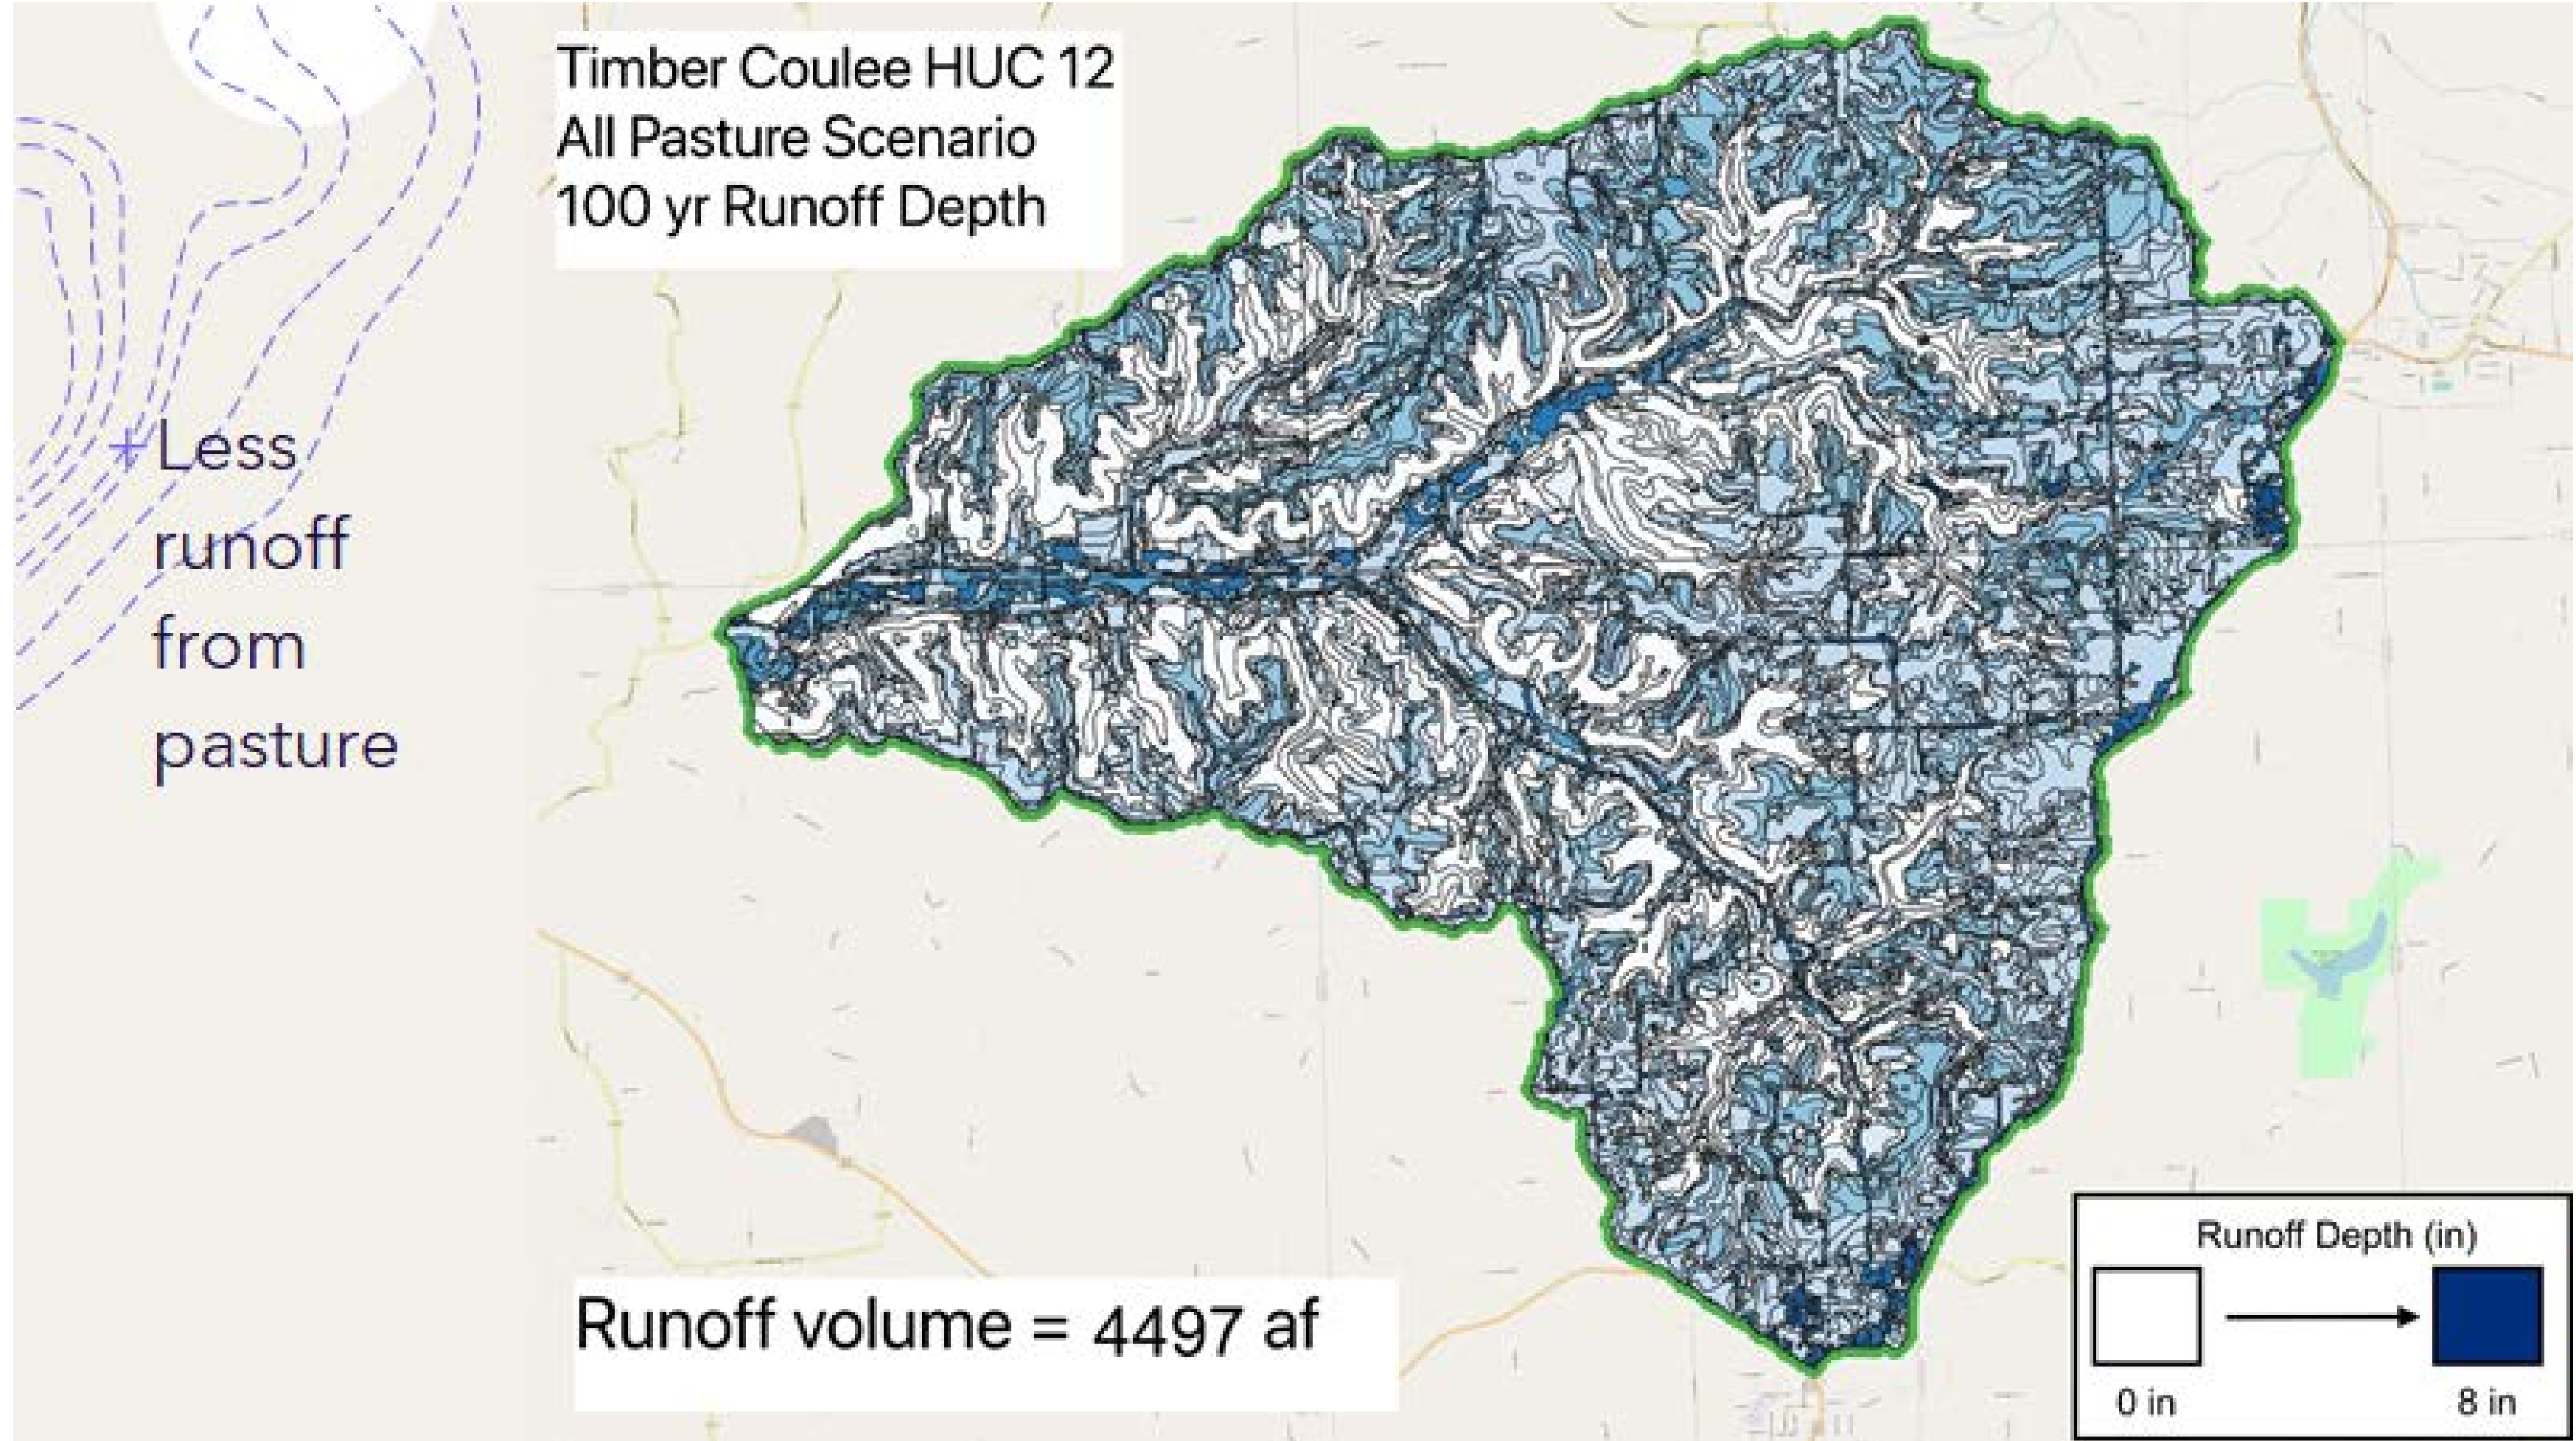 Timber Coulee HUC 12
All Pasture Scenario
100 yr Runoff Depth
Less
runoff
from
pasture
Runoff volume = 4497 af
Runoff Depth (in)
0 in
8 in